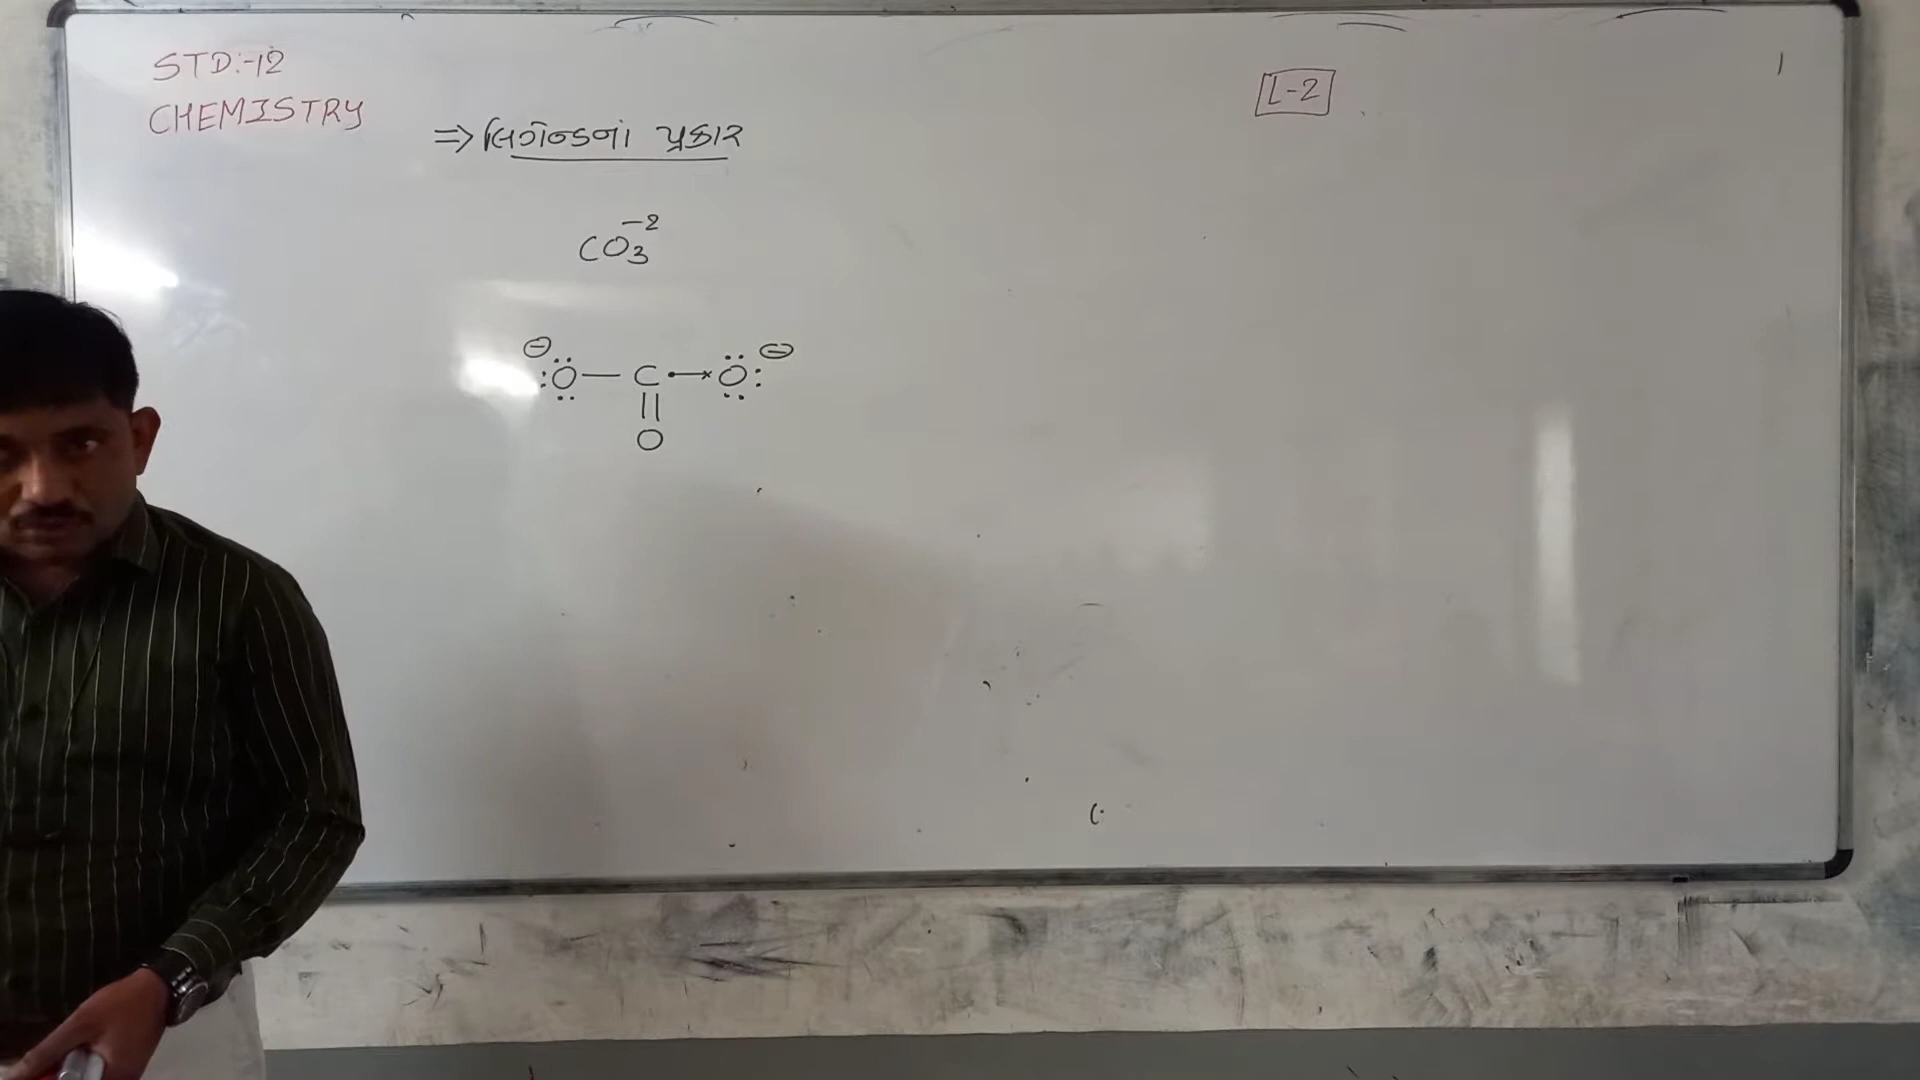 STD:-12
CHEMISTRY
L-2
⇒ લિગેન્ડના પ્રકાર
CO₃⁻²
⊖ :Ö — C •→× Ö: ⊖
||
O